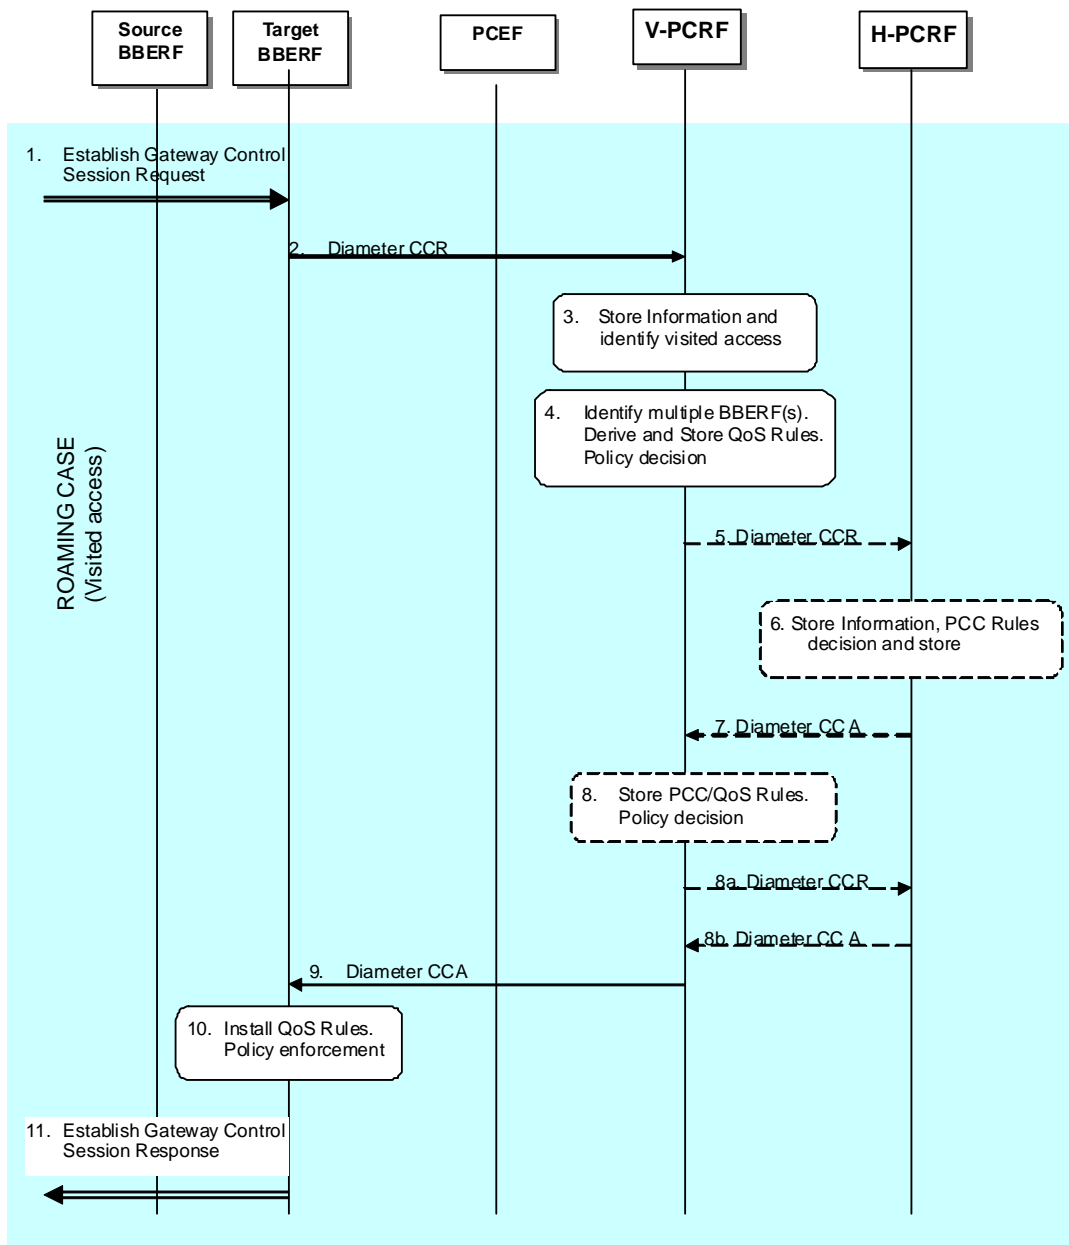 Source
BBERF
Target
BBERF
PCEF
V-PCRF
H-PCRF
1. Establish Gateway Control
Session Request
2. Diameter CCR
3. Store Information and
identify visited access
4. Identify multiple BBERF(s).
Derive and Store QoS Rules.
Policy decision
ROAMING CASE
(Visited access)
5. Diameter CCR
6. Store Information, PCC Rules
decision and store
7. Diameter CCA
8. Store PCC/QoS Rules.
Policy decision
8a. Diameter CCR
8b. Diameter CCA
9. Diameter CCA
10. Install QoS Rules.
Policy enforcement
11. Establish Gateway Control
Session Response